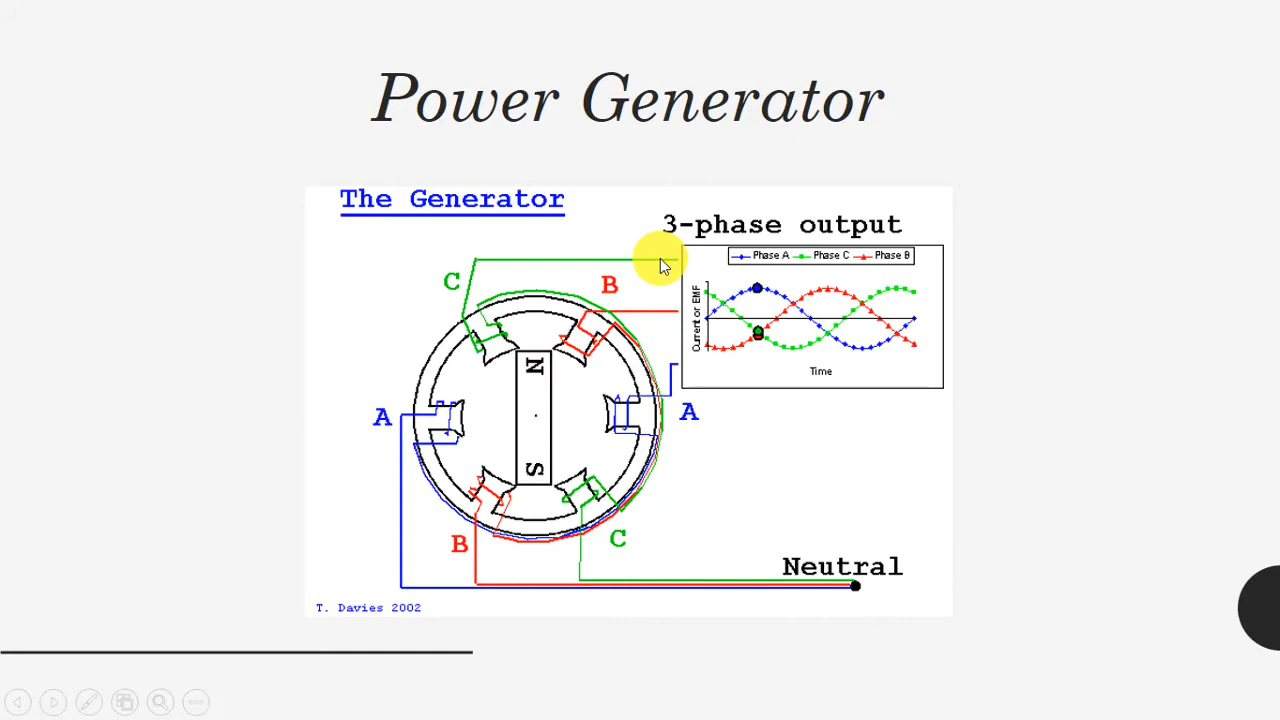 Power Generator
The Generator
3-phase output
Phase A Phase C Phase B
Current or EMF
Time
C
B
N
A
A
S
B
C
Neutral
T. Davies 2002